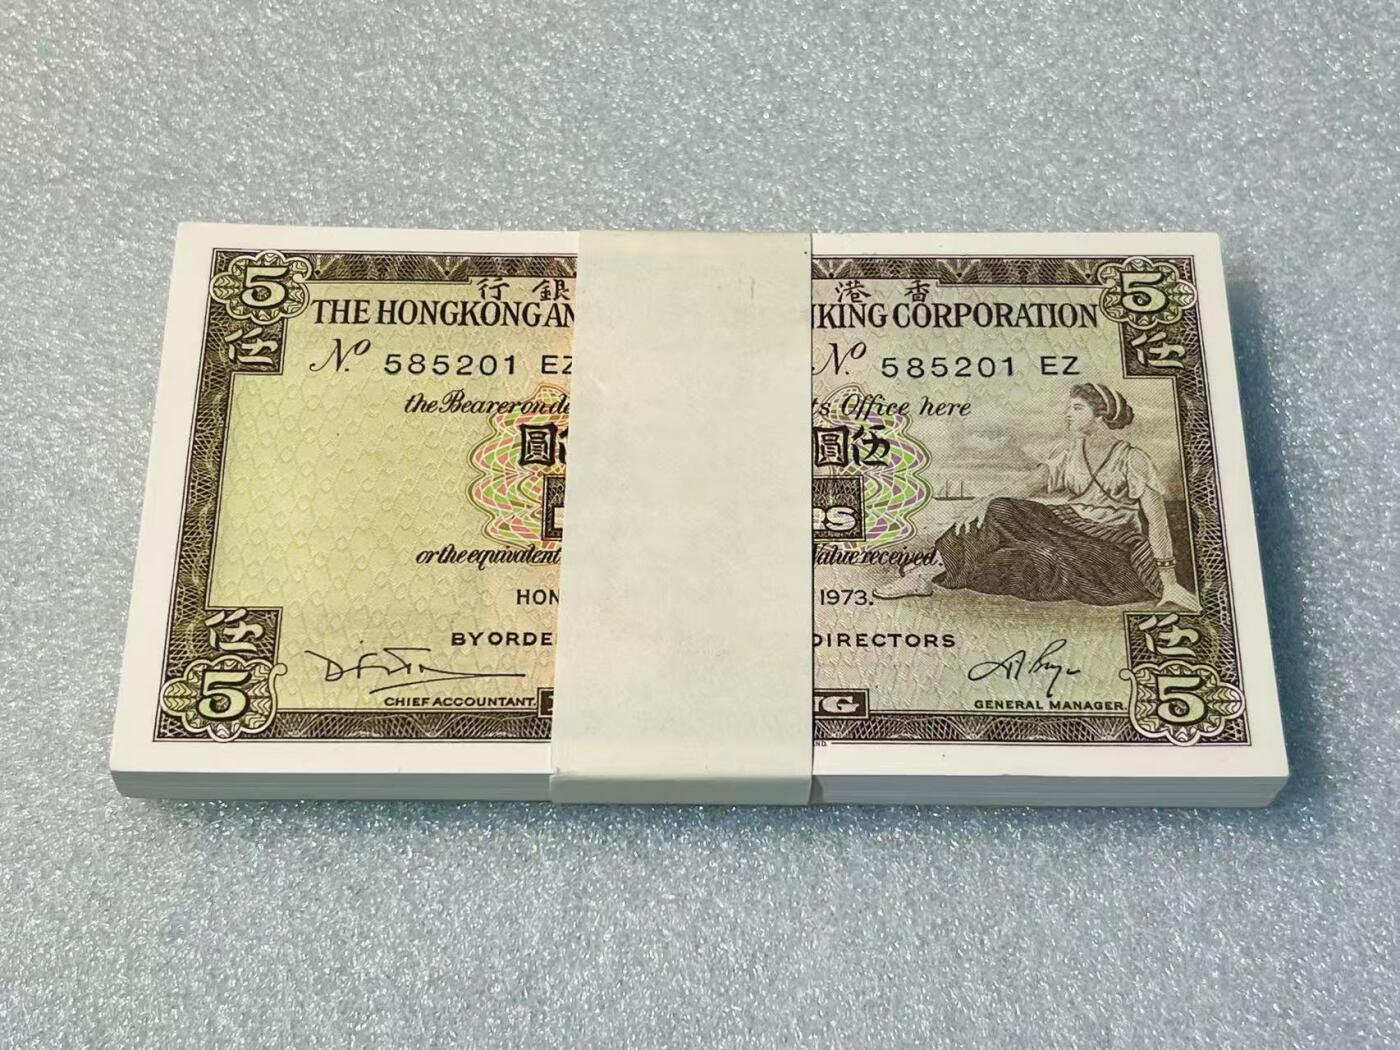 5 行 銀 港 香 5
伍 THE HONGKONG AN KING CORPORATION 伍
Nº 585201 EZ Nº 585201 EZ
the Bearer on de ts Office here
圓 圓伍
RS
or the equivalent Value received.
HON 1973.
伍 BY ORDE DIRECTORS 伍
5 CHIEF ACCOUNTANT. NG GENERAL MANAGER. 5